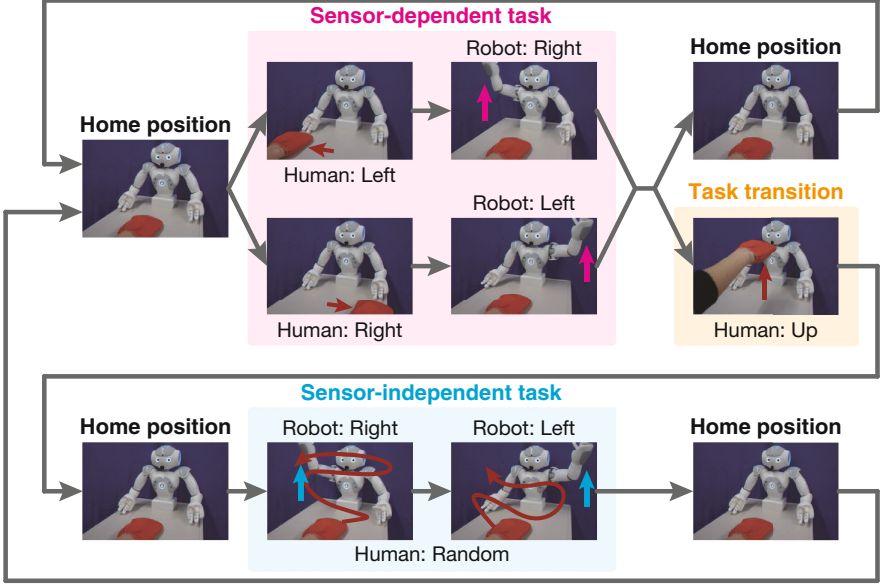 Sensor-dependent task
Robot: Right
Home position
Home position
Human: Left
Robot: Left
Task transition
Human: Right
Human: Up
Sensor-independent task
Home position
Robot: Right
Robot: Left
Home position
Human: Random